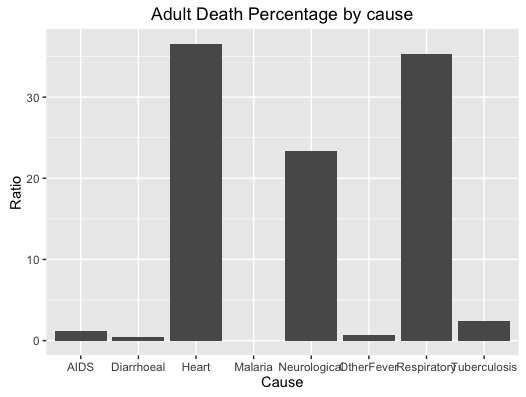 Adult Death Percentage by cause
Ratio
30
20
10
0
AIDS Diarrhoeal Heart Malaria Neurological OtherFever Respiratory Tuberculosis
Cause